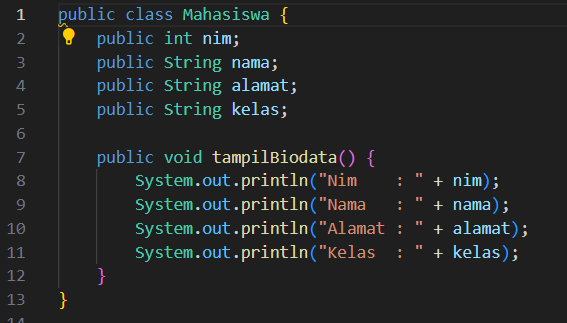 1 public class Mahasiswa {
2     public int nim;
3     public String nama;
4     public String alamat;
5     public String kelas;
6
7     public void tampilBiodata() {
8         System.out.println("Nim    : " + nim);
9         System.out.println("Nama   : " + nama);
10         System.out.println("Alamat : " + alamat);
11         System.out.println("Kelas  : " + kelas);
12     }
13 }